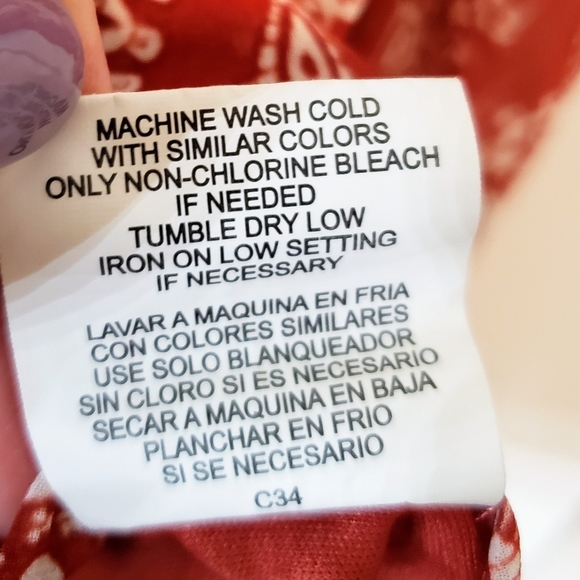 MACHINE WASH COLD
WITH SIMILAR COLORS
ONLY NON-CHLORINE BLEACH
IF NEEDED
TUMBLE DRY LOW
IRON ON LOW SETTING
IF NECESSARY
LAVAR A MAQUINA EN FRIA
CON COLORES SIMILARES
USE SOLO BLANQUEADOR
SIN CLORO SI ES NECESARIO
SECAR A MAQUINA EN BAJA
PLANCHAR EN FRIO
SI SE NECESARIO
C34